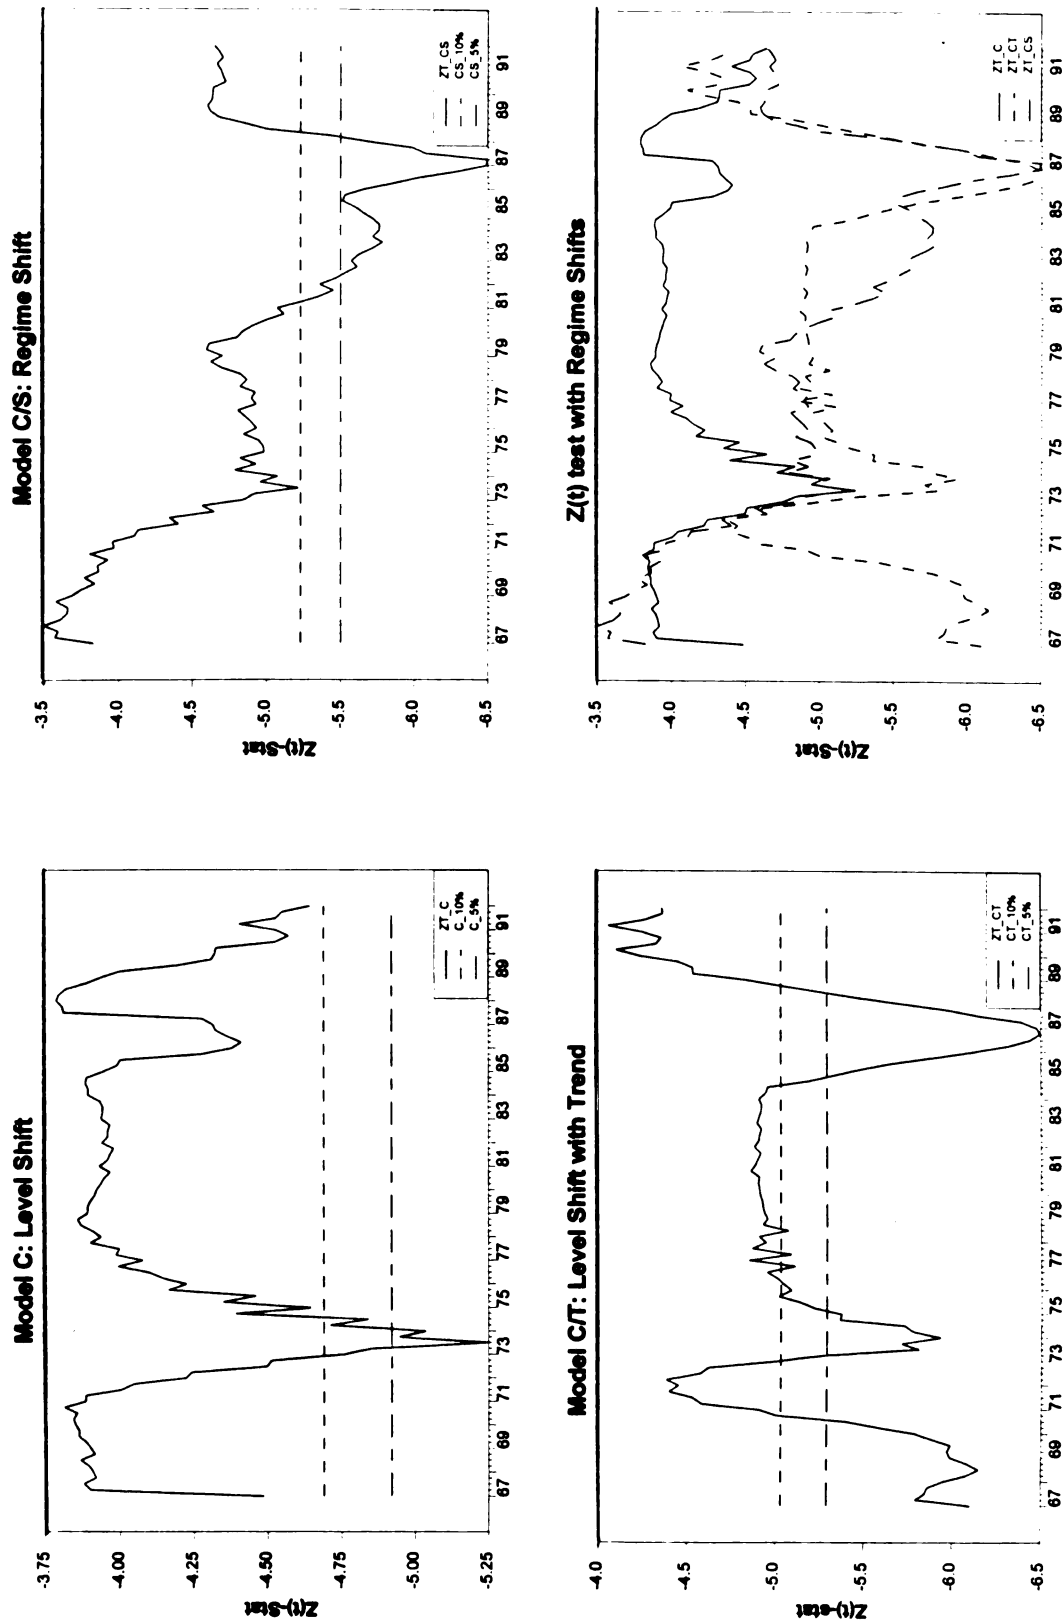 Model C: Level Shift
Z(t)-Stat
-3.75
-4.00
-4.25
-4.50
-4.75
-5.00
-5.25
67 69 71 73 75 77 79 81 83 85 87 89 91
ZT_C
C_10%
C_5%
Model C/S: Regime Shift
Z(t)-Stat
-3.5
-4.0
-4.5
-5.0
-5.5
-6.0
-6.5
67 69 71 73 75 77 79 81 83 85 87 89 91
ZT_CS
CS_10%
CS_5%
Model C/T: Level Shift with Trend
Z(t)-stat
-4.0
-4.5
-5.0
-5.5
-6.0
-6.5
67 69 71 73 75 77 79 81 83 85 87 89 91
ZT_CT
CT_10%
CT_5%
Z(t) test with Regime Shifts
Z(t)-Stat
-3.5
-4.0
-4.5
-5.0
-5.5
-6.0
-6.5
67 69 71 73 75 77 79 81 83 85 87 89 91
ZT_C
ZT_CT
ZT_CS